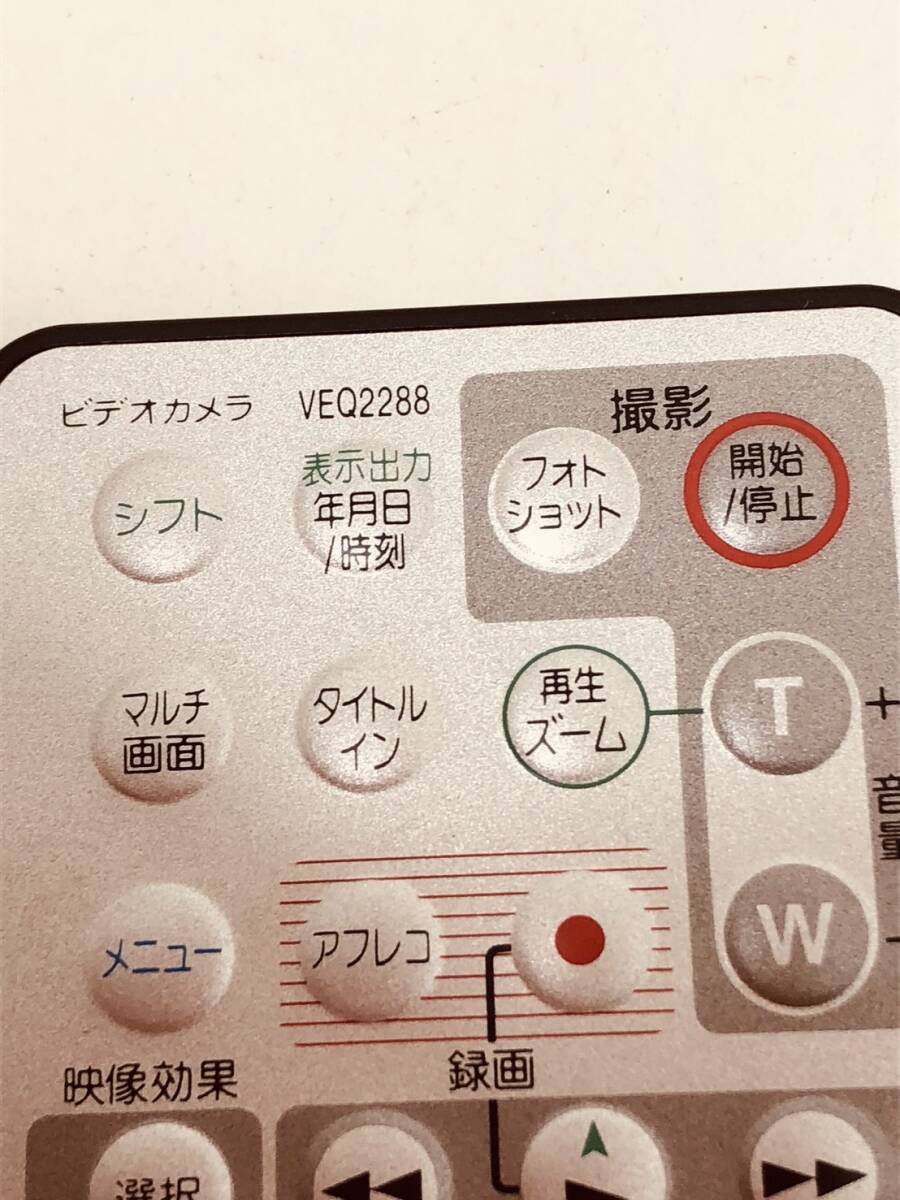 ビデオカメラ VEQ2288
撮影
シフト
表示出力
年月日
/時刻
フォト
ショット
開始
/停止
マルチ
画面
タイトル
イン
再生
ズーム
T
+
音量
W
-
メニュー
アフレコ
映像効果
録画
選択